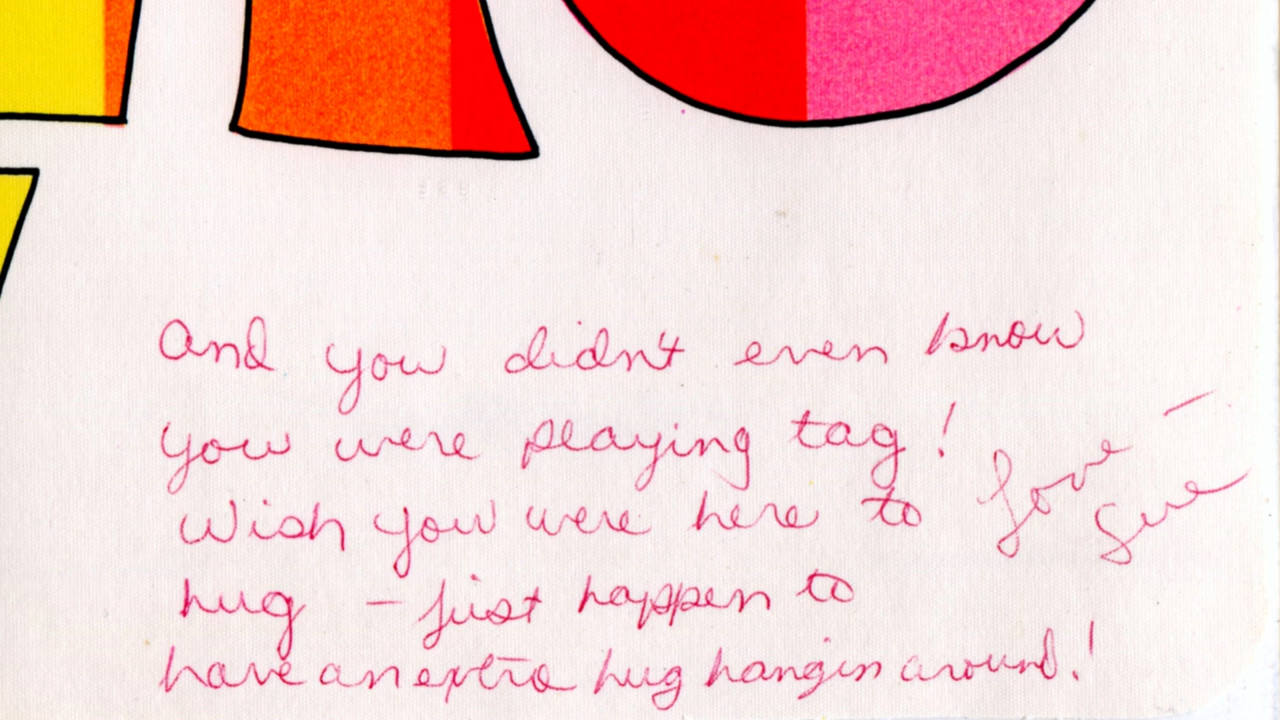 And you didn't even know
you were playing tag!
Wish you were here to
hug – just happen to
have an extra hug hangin around!
Love –
Sue